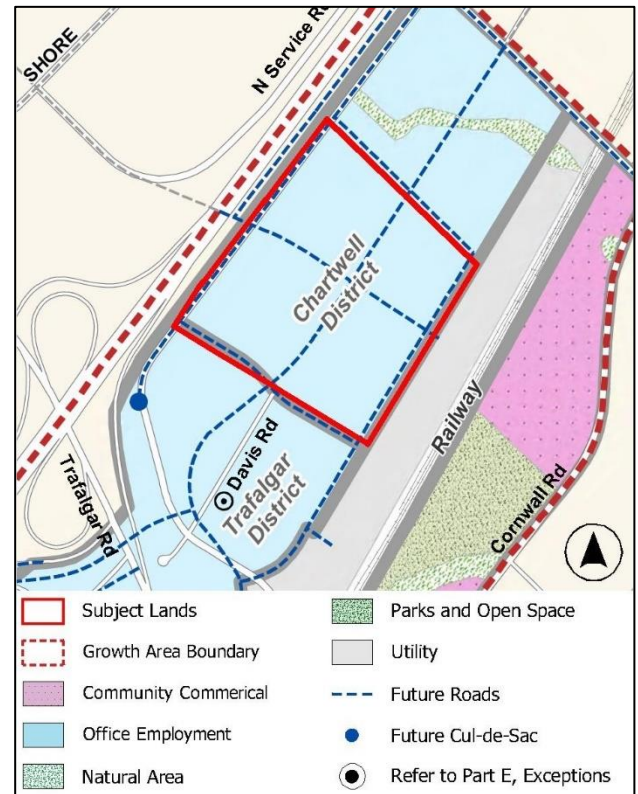 SHORE
N Service Rd
Chartwell
District
Railway
Davis Rd
Trafalgar
District
Trafalgar Rd
Cornwall Rd
Subject Lands
Growth Area Boundary
Community Commerical
Office Employment
Natural Area
Parks and Open Space
Utility
Future Roads
Future Cul-de-Sac
Refer to Part E, Exceptions